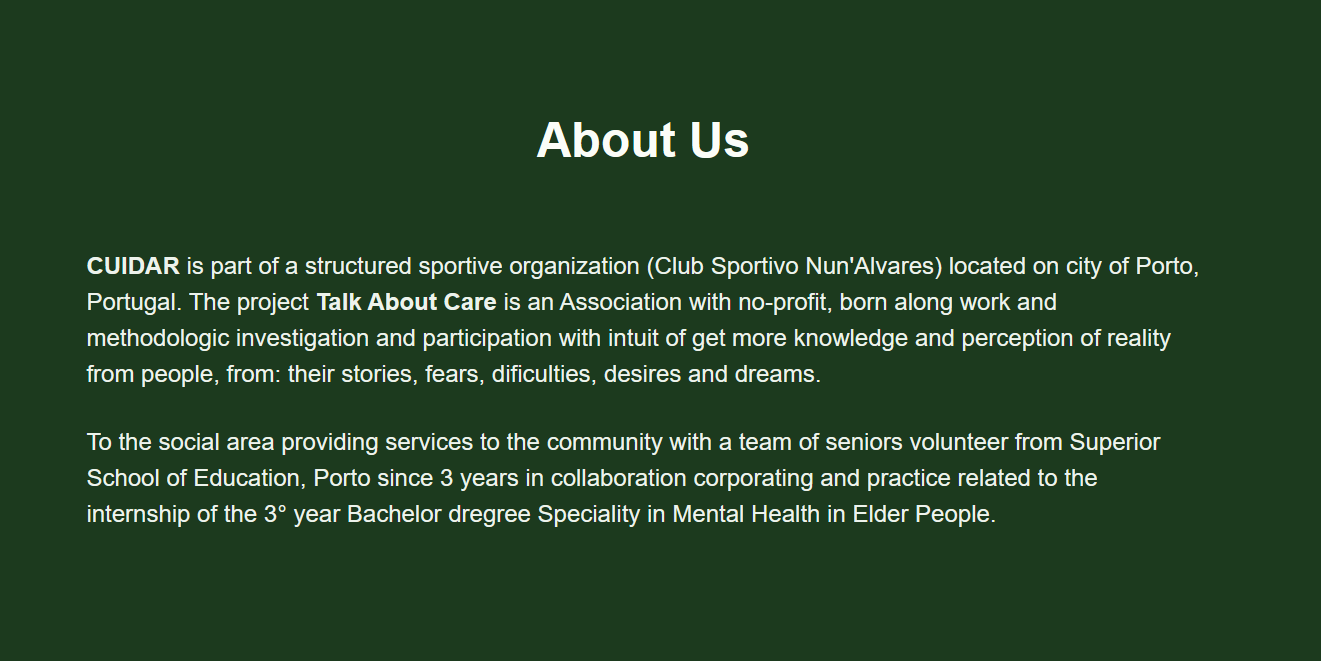 About Us
CUIDAR is part of a structured sportive organization (Club Sportivo Nun'Alvares) located on city of Porto,
Portugal. The project Talk About Care is an Association with no-profit, born along work and
methodologic investigation and participation with intuit of get more knowledge and perception of reality
from people, from: their stories, fears, dificulties, desires and dreams.
To the social area providing services to the community with a team of seniors volunteer from Superior
School of Education, Porto since 3 years in collaboration corporating and practice related to the
internship of the 3° year Bachelor dregree Speciality in Mental Health in Elder People.